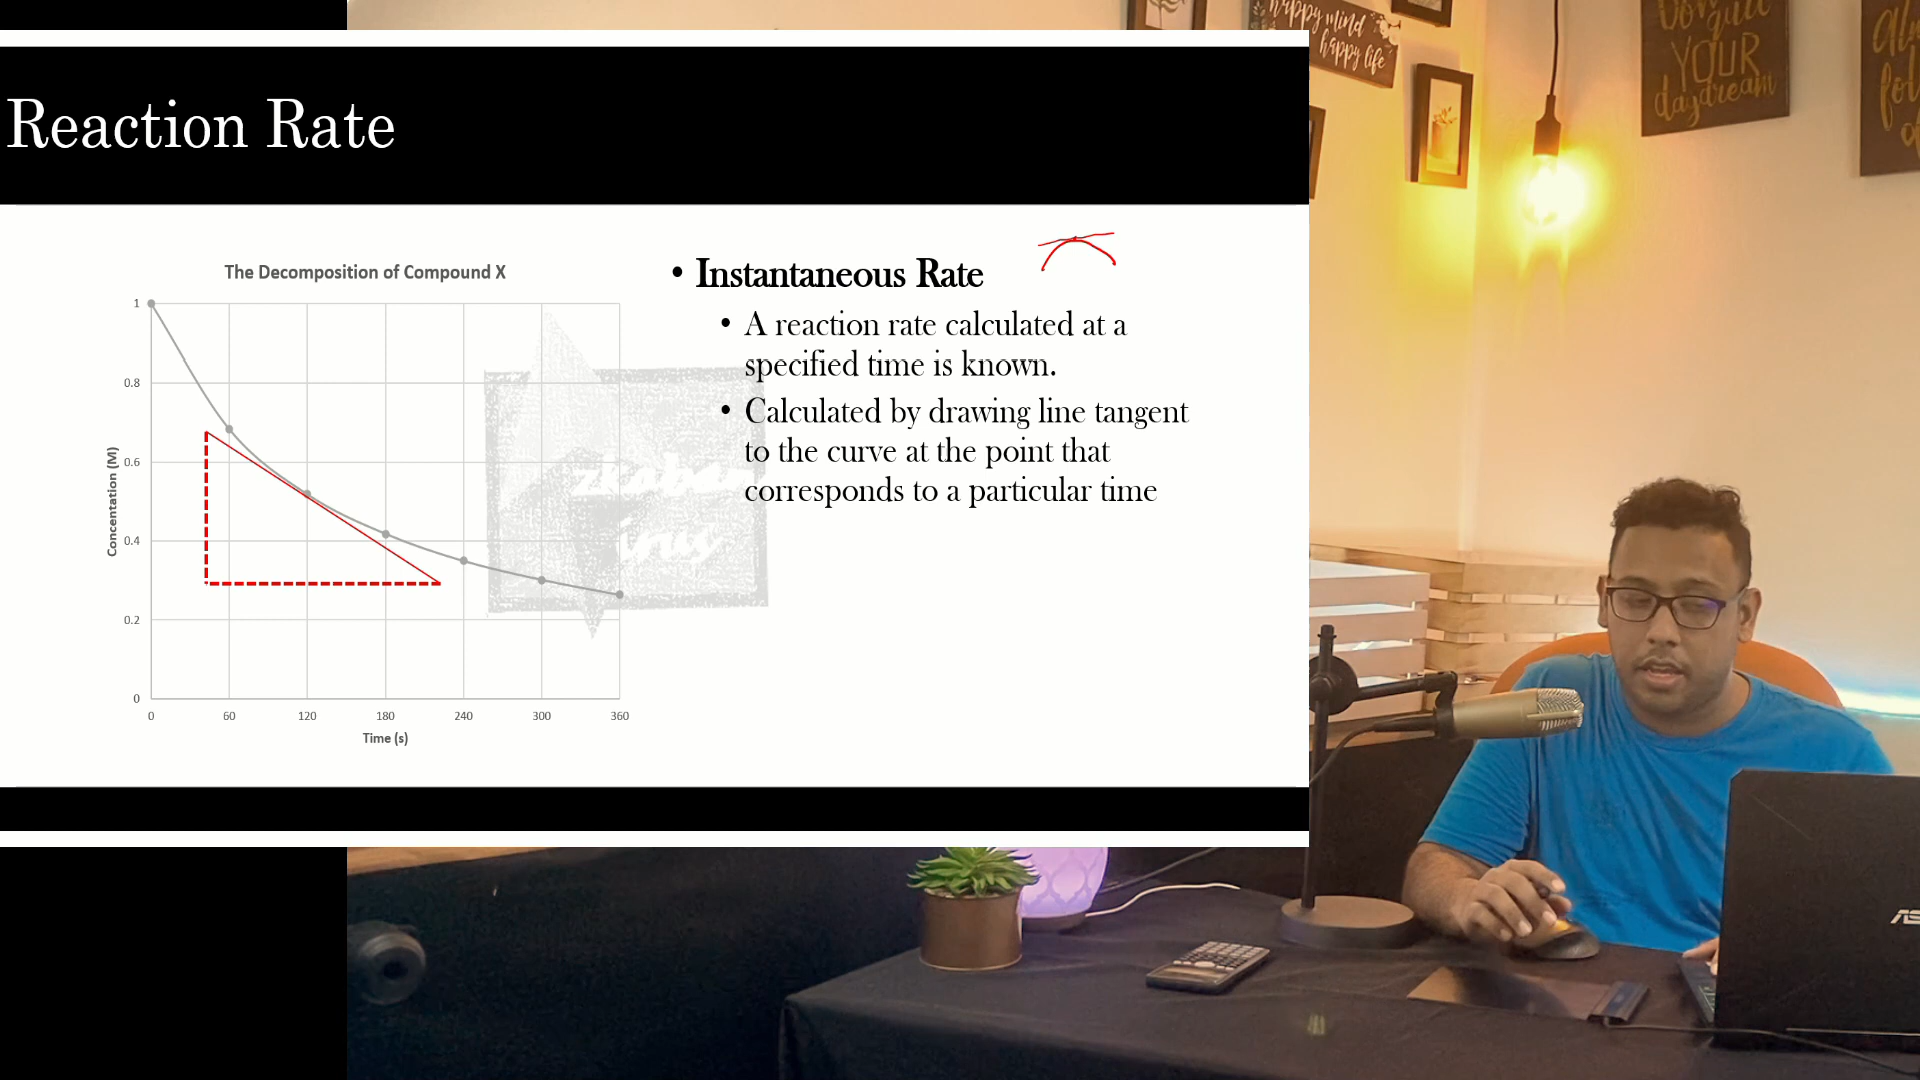 happy mind
happy life
YOUR
daydream
Reaction Rate
The Decomposition of Compound X
1
0.8
0.6
0.4
0.2
0
Concentation (M)
0 60 120 180 240 300 360
Time (s)
• Instantaneous Rate
• A reaction rate calculated at a
specified time is known.
• Calculated by drawing line tangent
to the curve at the point that
corresponds to a particular time